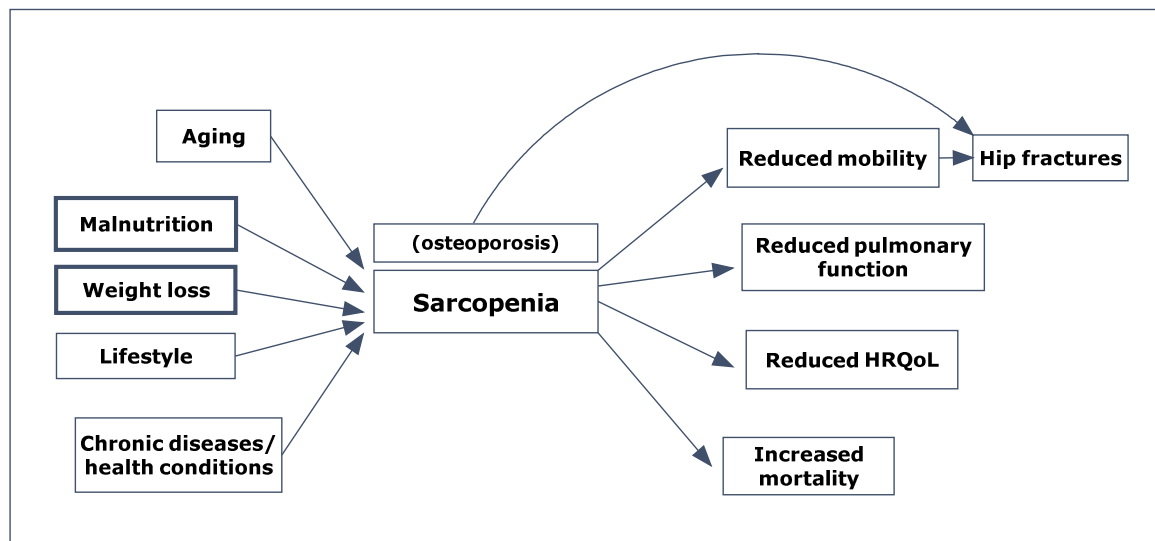 Aging
Malnutrition
Weight loss
Lifestyle
Chronic diseases/
health conditions
(osteoporosis)
Sarcopenia
Reduced mobility
Hip fractures
Reduced pulmonary
function
Reduced HRQoL
Increased
mortality